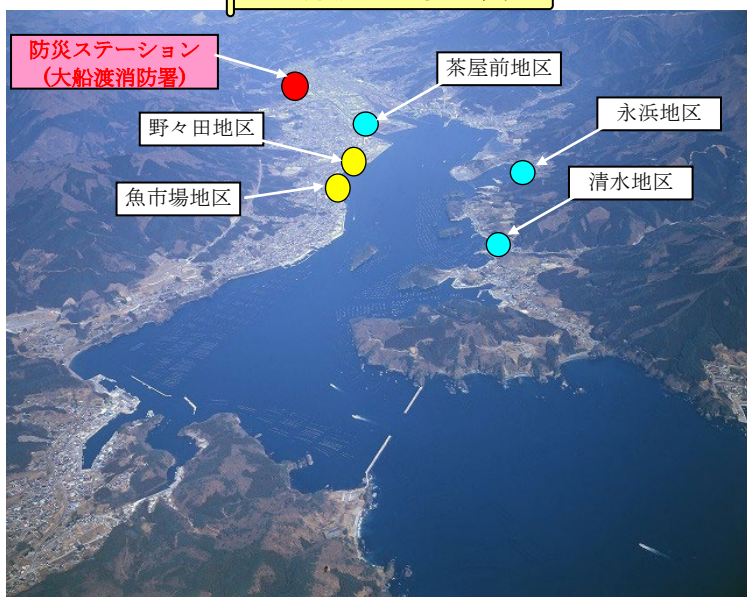 防災ステーション
(大船渡消防署)
茶屋前地区
野々田地区
永浜地区
魚市場地区
清水地区